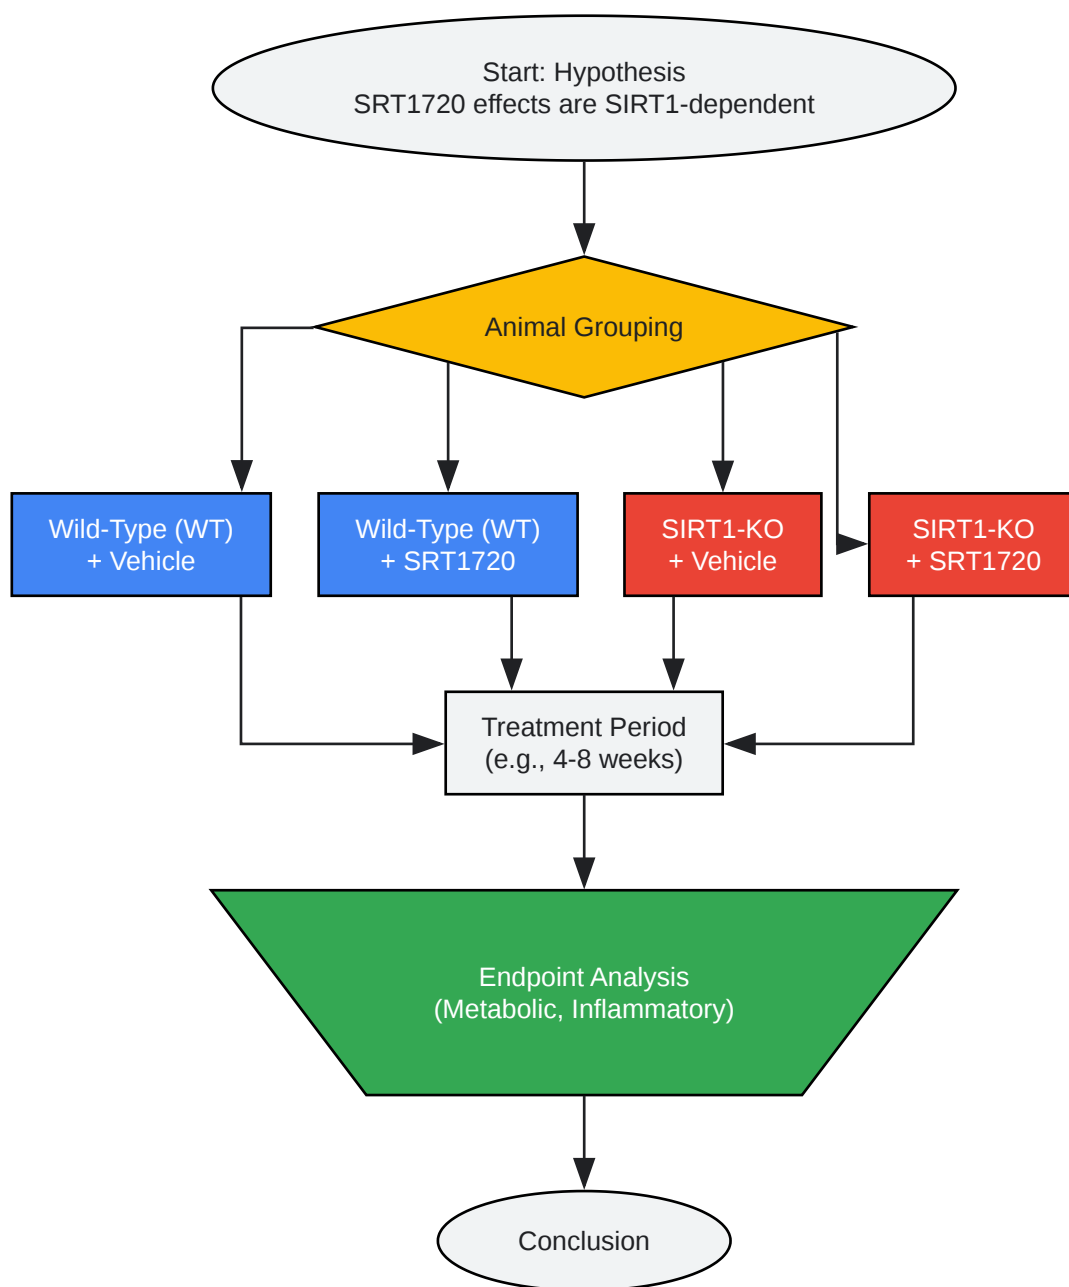 Start: Hypothesis
SRT1720 effects are SIRT1-dependent
Animal Grouping
Wild-Type (WT)
+ Vehicle
Wild-Type (WT)
+ SRT1720
SIRT1-KO
+ Vehicle
SIRT1-KO
+ SRT1720
Treatment Period
(e.g., 4-8 weeks)
Endpoint Analysis
(Metabolic, Inflammatory)
Conclusion